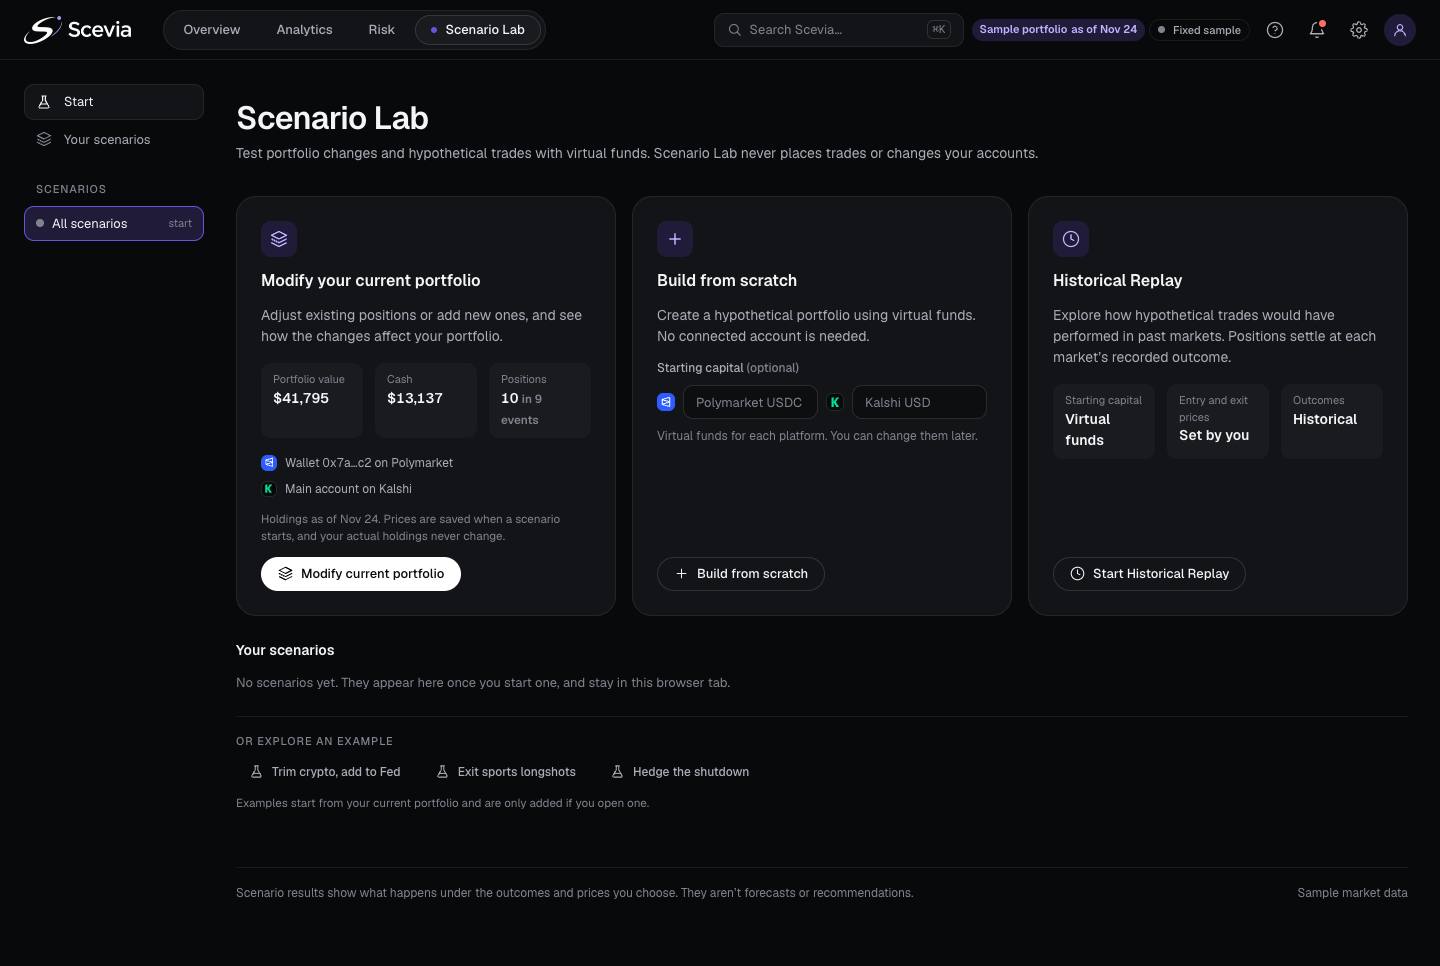 Scevia
Overview
Analytics
Risk
Scenario Lab
Search Scevia...
⌘K
Sample portfolio as of Nov 24
Fixed sample
Start
Your scenarios
SCENARIOS
All scenarios
start
Scenario Lab
Test portfolio changes and hypothetical trades with virtual funds. Scenario Lab never places trades or changes your accounts.
Modify your current portfolio
Adjust existing positions or add new ones, and see
how the changes affect your portfolio.
Portfolio value
$41,795
Cash
$13,137
Positions
10 in 9
events
Wallet 0x7a...c2 on Polymarket
K
Main account on Kalshi
Holdings as of Nov 24. Prices are saved when a scenario
starts, and your actual holdings never change.
Modify current portfolio
Build from scratch
Create a hypothetical portfolio using virtual funds.
No connected account is needed.
Starting capital (optional)
Polymarket USDC
K
Kalshi USD
Virtual funds for each platform. You can change them later.
Build from scratch
Historical Replay
Explore how hypothetical trades would have
performed in past markets. Positions settle at each
market's recorded outcome.
Starting capital
Virtual
funds
Entry and exit
prices
Set by you
Outcomes
Historical
Start Historical Replay
Your scenarios
No scenarios yet. They appear here once you start one, and stay in this browser tab.
OR EXPLORE AN EXAMPLE
Trim crypto, add to Fed
Exit sports longshots
Hedge the shutdown
Examples start from your current portfolio and are only added if you open one.
Scenario results show what happens under the outcomes and prices you choose. They aren't forecasts or recommendations.
Sample market data